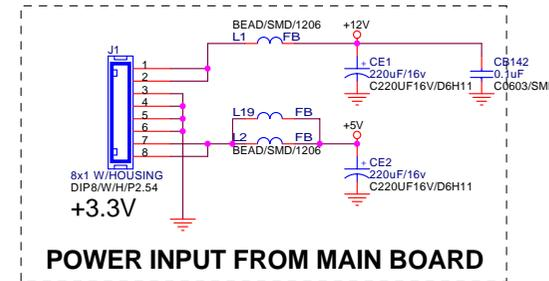 BEAD/SMD/1206
+12V
L1 FB
J1
1
2
3
4
5
6
7
8
CE1
220uF/16v
C220UF16V/D6H11
CB142
0.1uF
C0603/SM
L19 FB
+5V
L2 FB
BEAD/SMD/1206
CE2
220uF/16v
C220UF16V/D6H11
8x1 W/HOUSING
DIP8/W/H/P2.54
+3.3V
POWER INPUT FROM MAIN BOARD